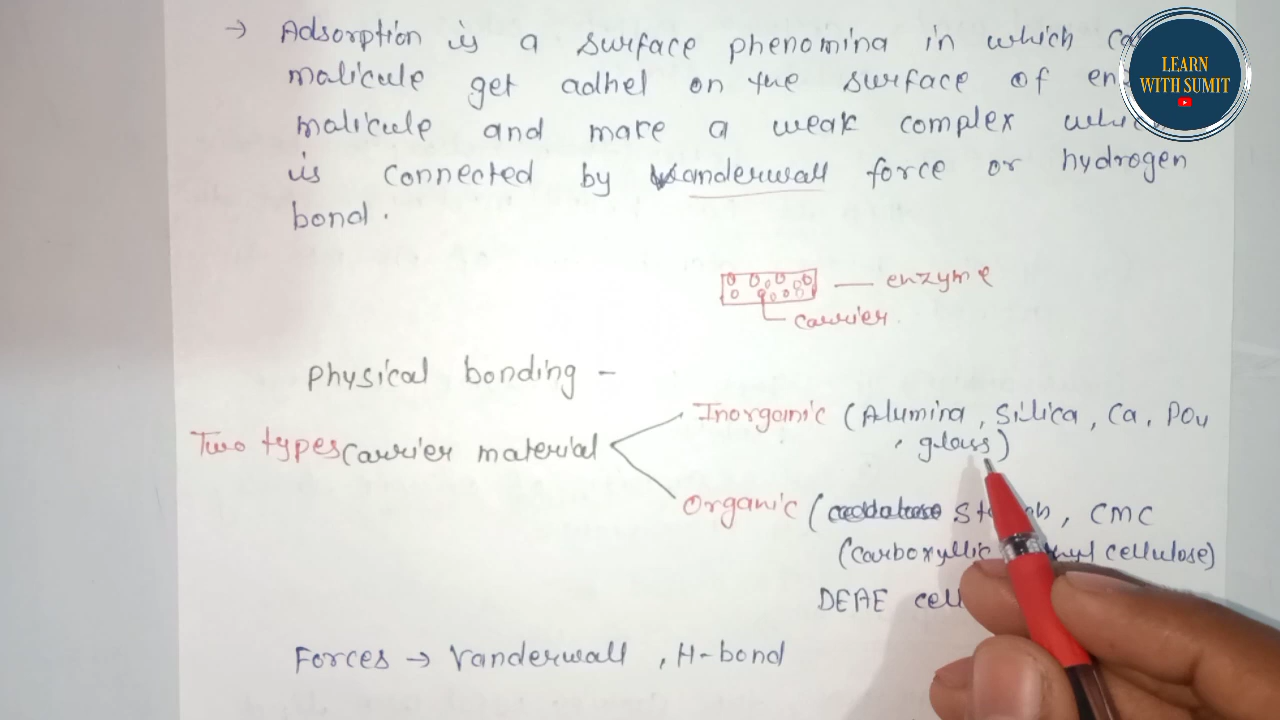 → Adsorption is a surface phenomina in which
malicule get adhel on the surface of
malicule and make a weak complex
is connected by Vanderwall force or hydrogen
bond.
enzyme
carrier
Physical bonding -
Two types carrier material
Inorganic (Alumina, Silica, Ca, PO4
, glass)
Organic ( CMC
(carboxyllic cellulose)
DEAE
Forces → Vanderwall, H-bond
LEARN
WITH SUMIT